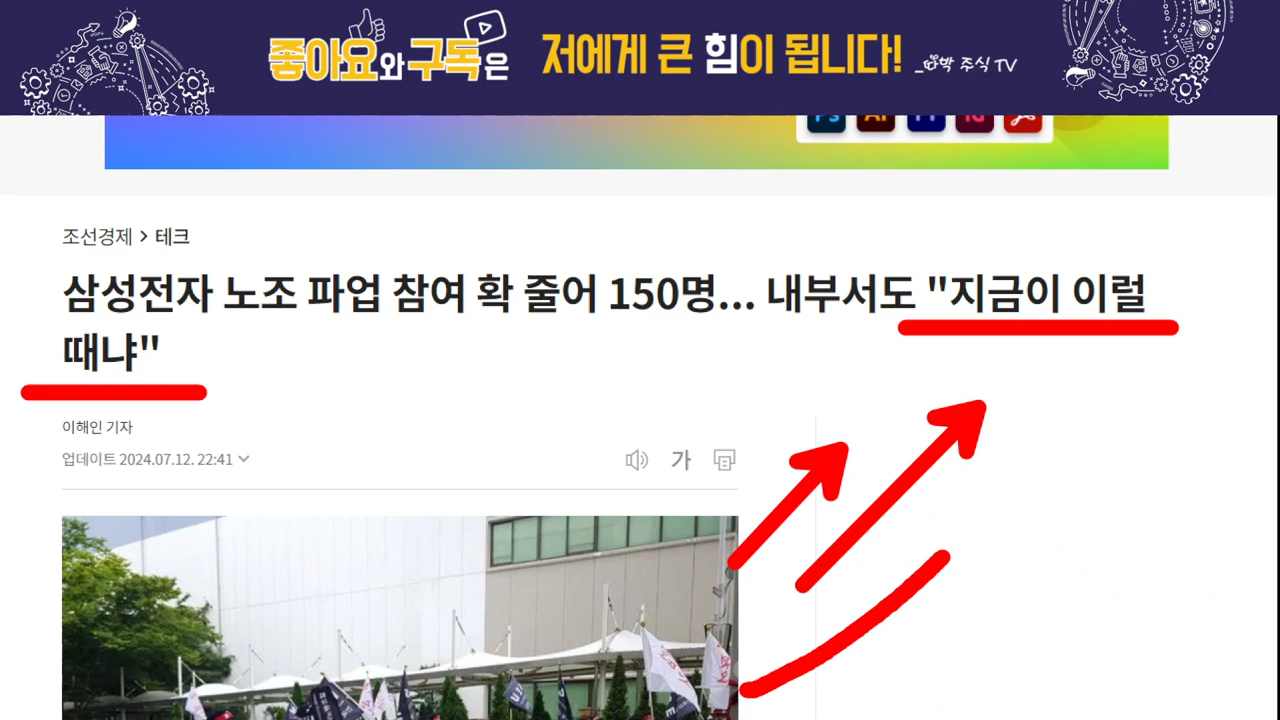 좋아요와 구독은 저에게 큰 힘이 됩니다!
주식 TV
조선경제 > 테크
삼성전자 노조 파업 참여 확 줄어 150명... 내부서도 "지금이 이럴
때냐"
이해인 기자
업데이트 2024.07.12. 22:41
가